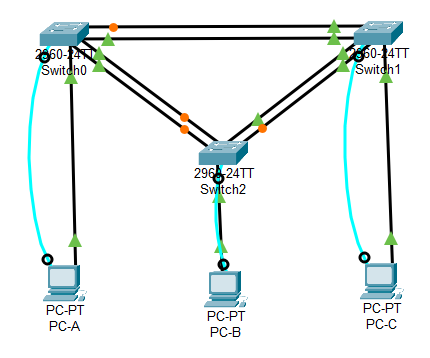 2960-24TT
Switch0
2960-24TT
Switch1
2960-24TT
Switch2
PC-PT
PC-A
PC-PT
PC-B
PC-PT
PC-C